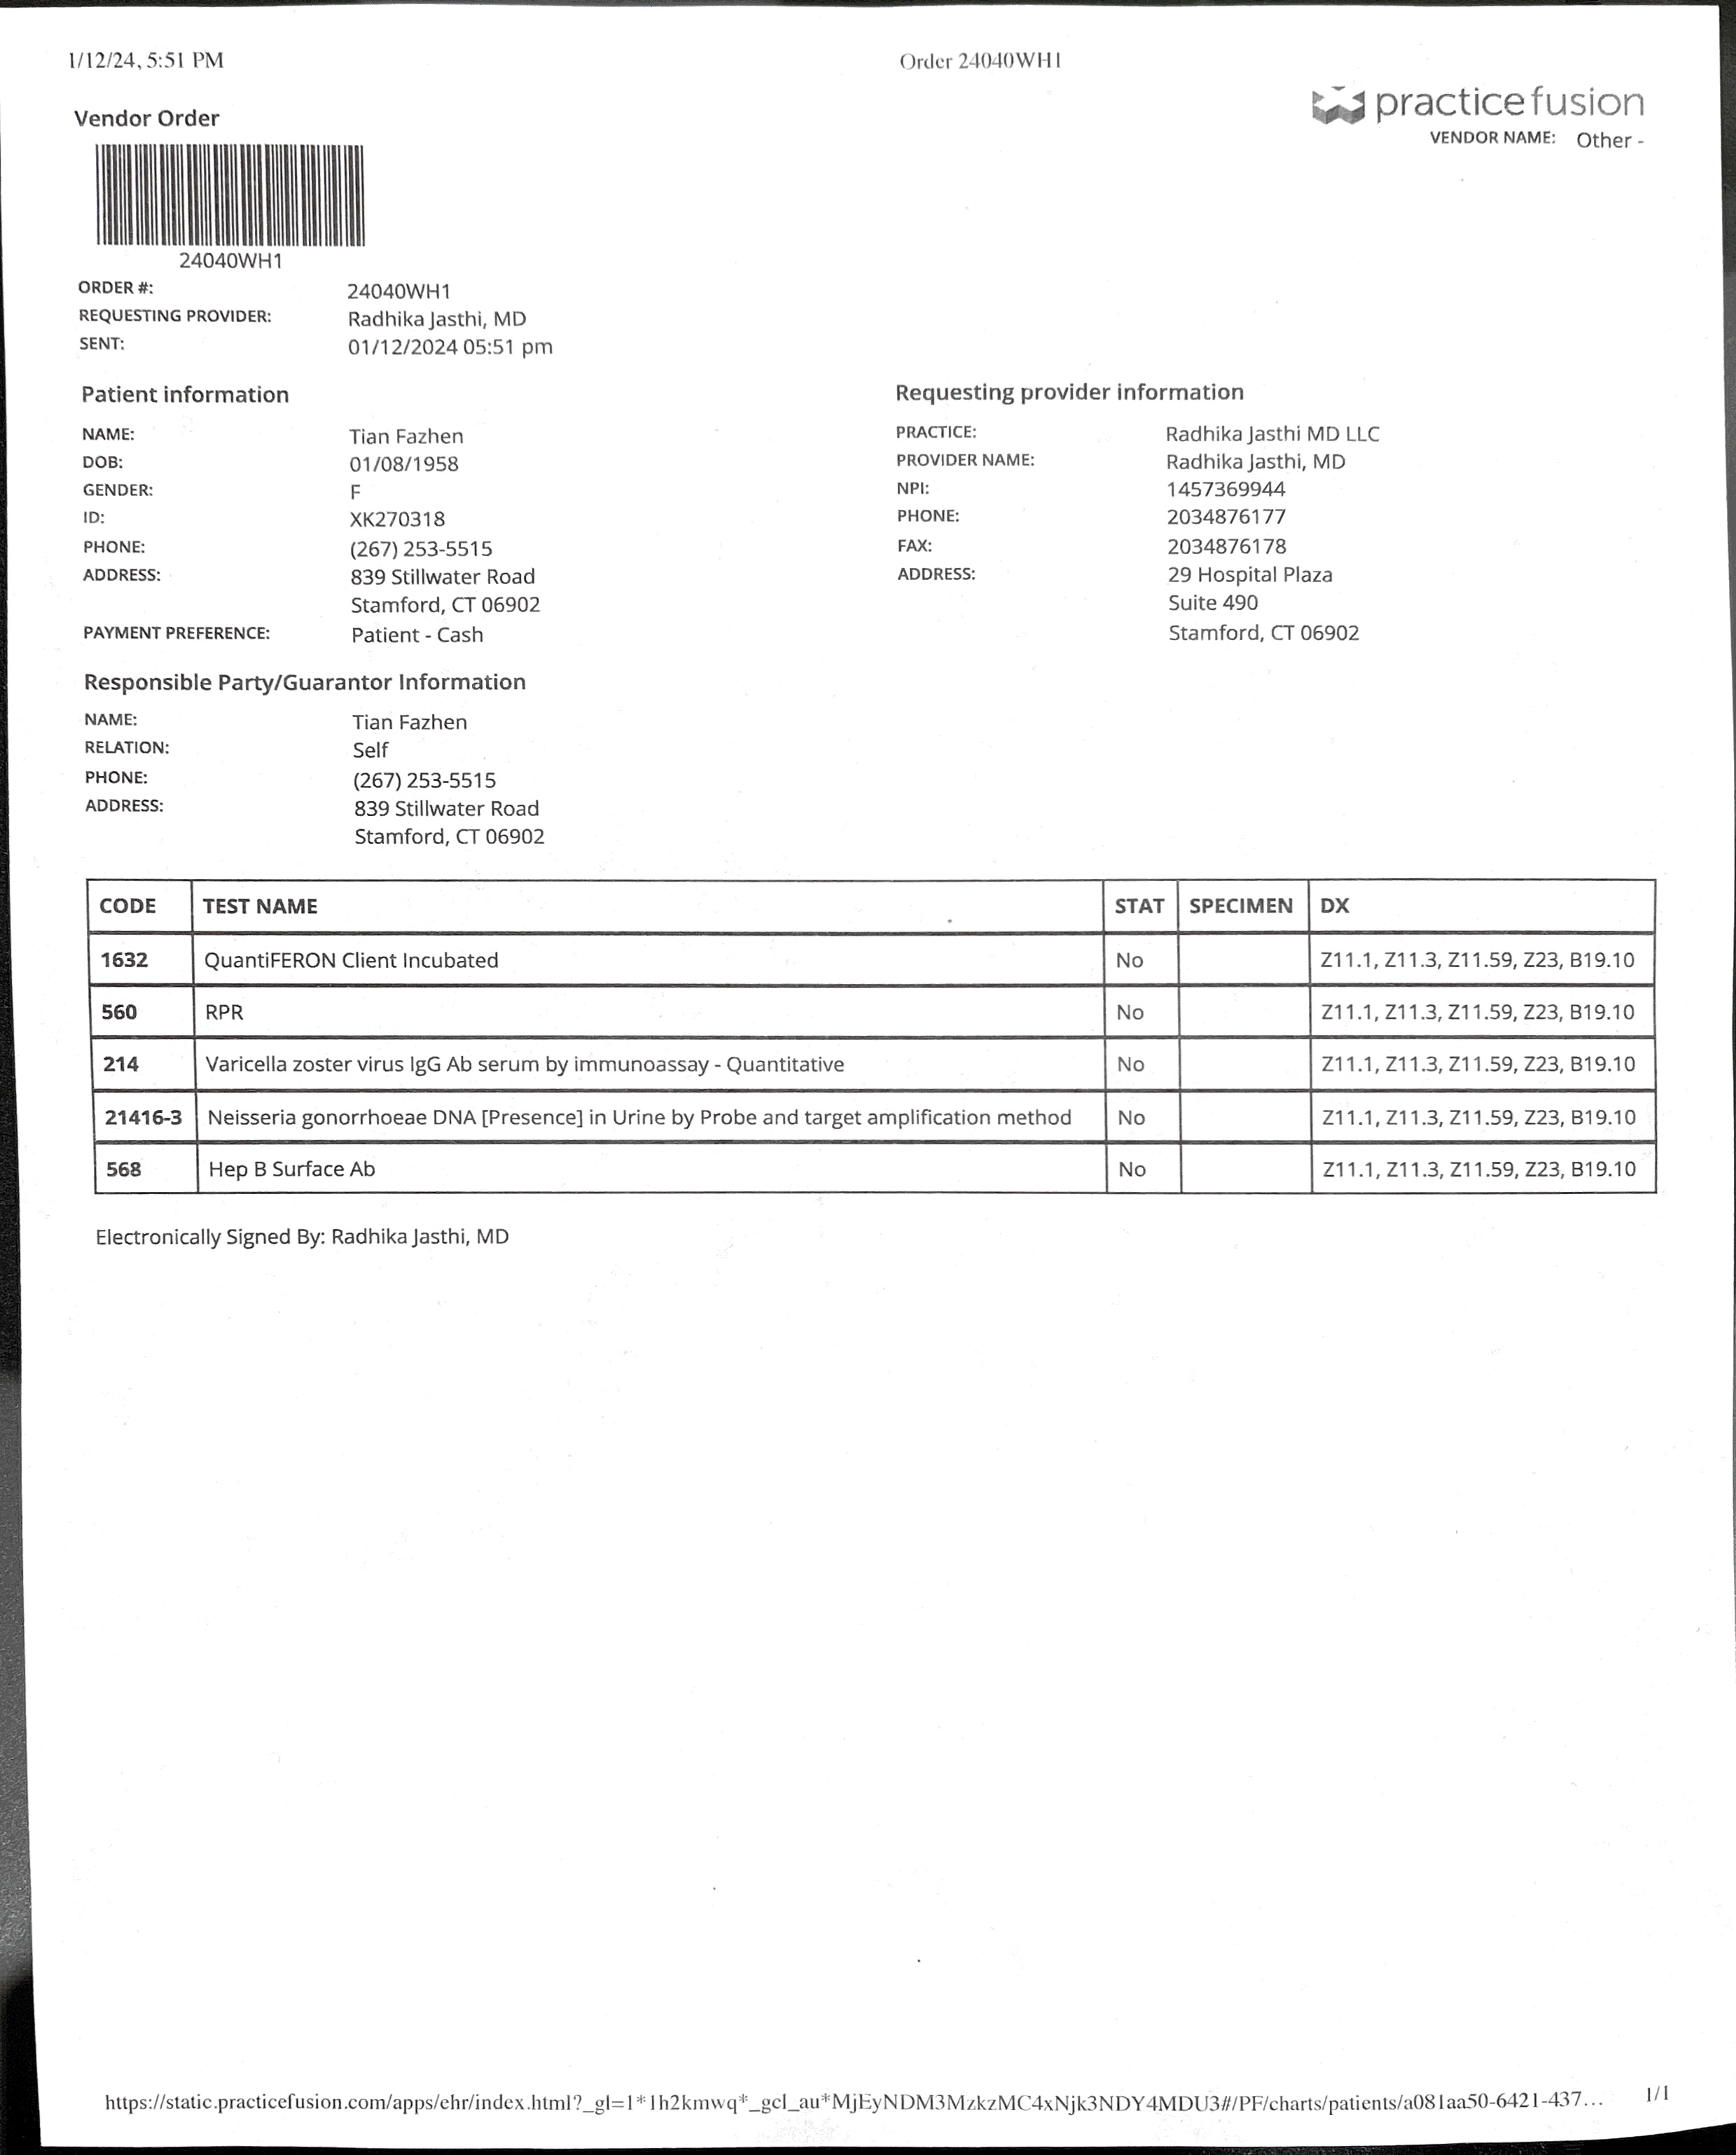 1/12/24, 5:51 PM Order 24040WH1
practice fusion
Vendor Order
VENDOR NAME: Other -
24040WH1
ORDER #: 24040WH1
REQUESTING PROVIDER: Radhika Jasthi, MD
SENT: 01/12/2024 05:51 pm
Patient information
NAME: Tian Fazhen
DOB: 01/08/1958
GENDER: F
ID: XK270318
PHONE: (267) 253-5515
ADDRESS: 839 Stillwater Road
Stamford, CT 06902
PAYMENT PREFERENCE: Patient - Cash
Requesting provider information
PRACTICE: Radhika Jasthi MD LLC
PROVIDER NAME: Radhika Jasthi, MD
NPI: 1457369944
PHONE: 2034876177
FAX: 2034876178
ADDRESS: 29 Hospital Plaza
Suite 490
Stamford, CT 06902
Responsible Party/Guarantor Information
NAME: Tian Fazhen
RELATION: Self
PHONE: (267) 253-5515
ADDRESS: 839 Stillwater Road
Stamford, CT 06902
CODE TEST NAME STAT SPECIMEN DX
1632 QuantiFERON Client Incubated No Z11.1, Z11.3, Z11.59, Z23, B19.10
560 RPR No Z11.1, Z11.3, Z11.59, Z23, B19.10
214 Varicella zoster virus IgG Ab serum by immunoassay - Quantitative No Z11.1, Z11.3, Z11.59, Z23, B19.10
21416-3 Neisseria gonorrhoeae DNA [Presence] in Urine by Probe and target amplification method No Z11.1, Z11.3, Z11.59, Z23, B19.10
568 Hep B Surface Ab No Z11.1, Z11.3, Z11.59, Z23, B19.10
Electronically Signed By: Radhika Jasthi, MD
https://static.practicefusion.com/apps/ehr/index.html?_gl=1*1h2kmwq*_gcl_au*MjEyNDM3MzkzMC4xNjk3NDY4MDU3#/PF/charts/patients/a081aa50-6421-437... 1/1